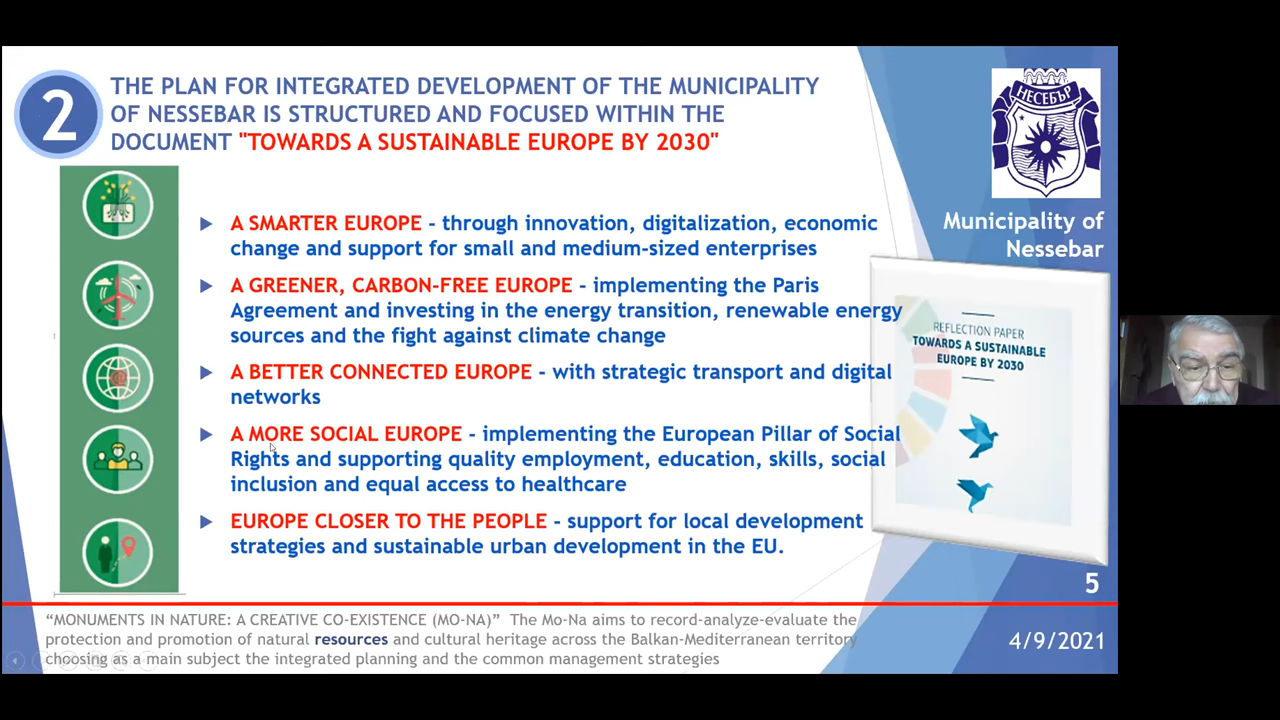 2
THE PLAN FOR INTEGRATED DEVELOPMENT OF THE MUNICIPALITY
OF NESSEBAR IS STRUCTURED AND FOCUSED WITHIN THE
DOCUMENT "TOWARDS A SUSTAINABLE EUROPE BY 2030"
НЕСЕБЪР
Municipality of
Nessebar
A SMARTER EUROPE - through innovation, digitalization, economic
change and support for small and medium-sized enterprises
A GREENER, CARBON-FREE EUROPE - implementing the Paris
Agreement and investing in the energy transition, renewable energy
sources and the fight against climate change
A BETTER CONNECTED EUROPE - with strategic transport and digital
networks
A MORE SOCIAL EUROPE - implementing the European Pillar of Social
Rights and supporting quality employment, education, skills, social
inclusion and equal access to healthcare
EUROPE CLOSER TO THE PEOPLE - support for local development
strategies and sustainable urban development in the EU.
REFLECTION PAPER
TOWARDS A SUSTAINABLE
EUROPE BY 2030
5
"MONUMENTS IN NATURE: A CREATIVE CO-EXISTENCE (MO-NA)" The Mo-Na aims to record-analyze-evaluate the
protection and promotion of natural resources and cultural heritage across the Balkan-Mediterranean territory
choosing as a main subject the integrated planning and the common management strategies
4/9/2021